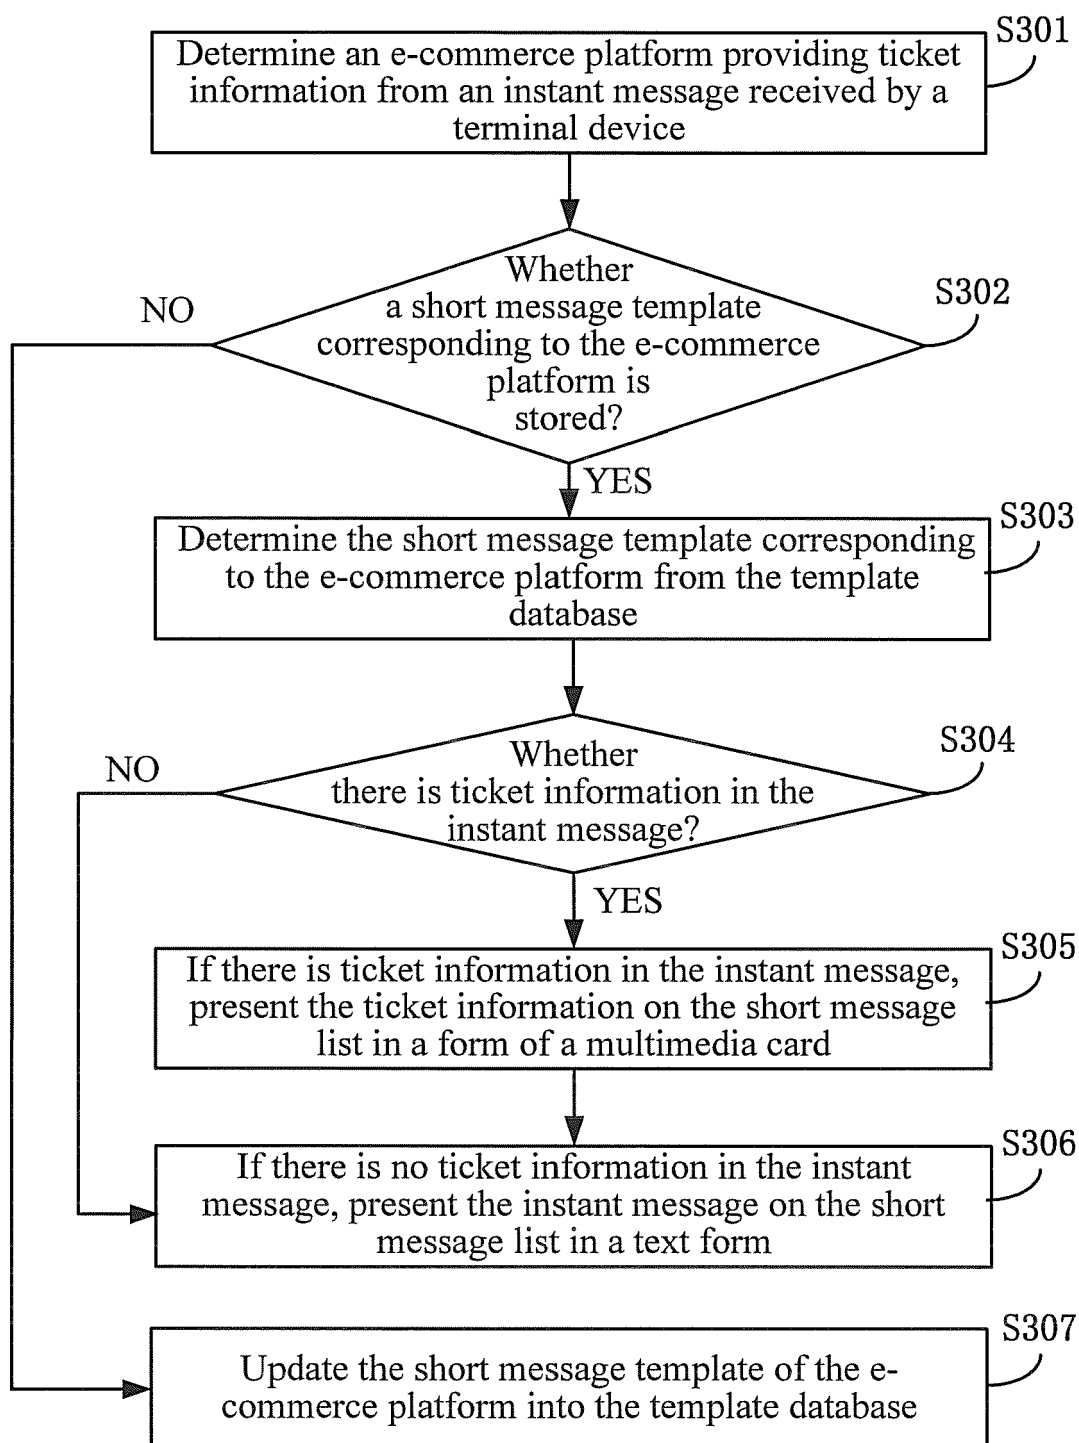 S301
Determine an e-commerce platform providing ticket
information from an instant message received by a
terminal device
S302
NO
Whether
a short message template
corresponding to the e-commerce
platform is
stored?
YES
S303
Determine the short message template corresponding
to the e-commerce platform from the template
database
S304
NO
Whether
there is ticket information in the
instant message?
YES
S305
If there is ticket information in the instant message,
present the ticket information on the short message
list in a form of a multimedia card
S306
If there is no ticket information in the instant
message, present the instant message on the short
message list in a text form
S307
Update the short message template of the e-
commerce platform into the template database